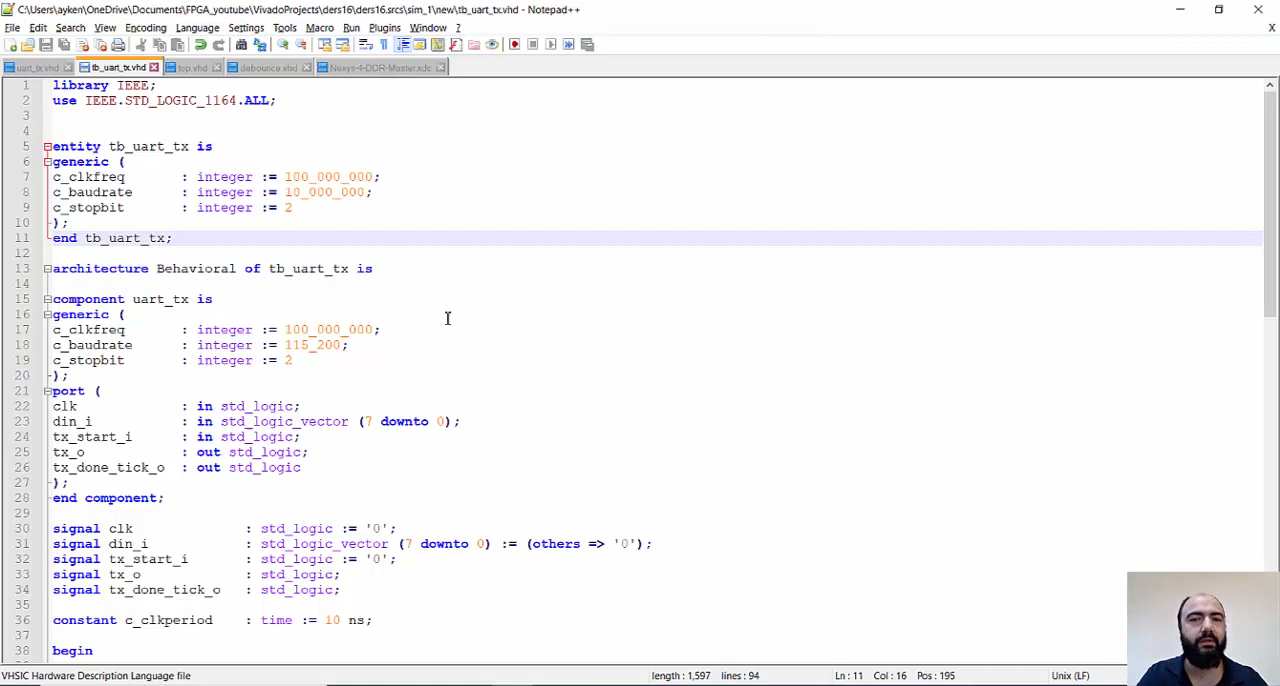 C:\Users\ayken\OneDrive\Documents\FPGA_youtube\VivadoProjects\ders16\ders16.srcs\sim_1\new\tb_uart_tx.vhd - Notepad++
File Edit Search View Encoding Language Settings Tools Macro Run Plugins Window ?
X
uart_tx.vhd tb_uart_tx.vhd top.vhd debounce.vhd Nexys-4-DDR-Master.xdc
1 library IEEE;
2 use IEEE.STD_LOGIC_1164.ALL;
3
4
5 entity tb_uart_tx is
6 generic (
7 c_clkfreq : integer := 100_000_000;
8 c_baudrate : integer := 10_000_000;
9 c_stopbit : integer := 2
10 );
11 end tb_uart_tx;
12
13 architecture Behavioral of tb_uart_tx is
14
15 component uart_tx is
16 generic (
17 c_clkfreq : integer := 100_000_000;
18 c_baudrate : integer := 115_200;
19 c_stopbit : integer := 2
20 );
21 port (
22 clk : in std_logic;
23 din_i : in std_logic_vector (7 downto 0);
24 tx_start_i : in std_logic;
25 tx_o : out std_logic;
26 tx_done_tick_o : out std_logic
27 );
28 end component;
29
30 signal clk : std_logic := '0';
31 signal din_i : std_logic_vector (7 downto 0) := (others => '0');
32 signal tx_start_i : std_logic := '0';
33 signal tx_o : std_logic;
34 signal tx_done_tick_o : std_logic;
35
36 constant c_clkperiod : time := 10 ns;
37
38 begin
VHSIC Hardware Description Language file length : 1,597 lines : 94 Ln : 11 Col : 16 Pos : 195 Unix (LF)